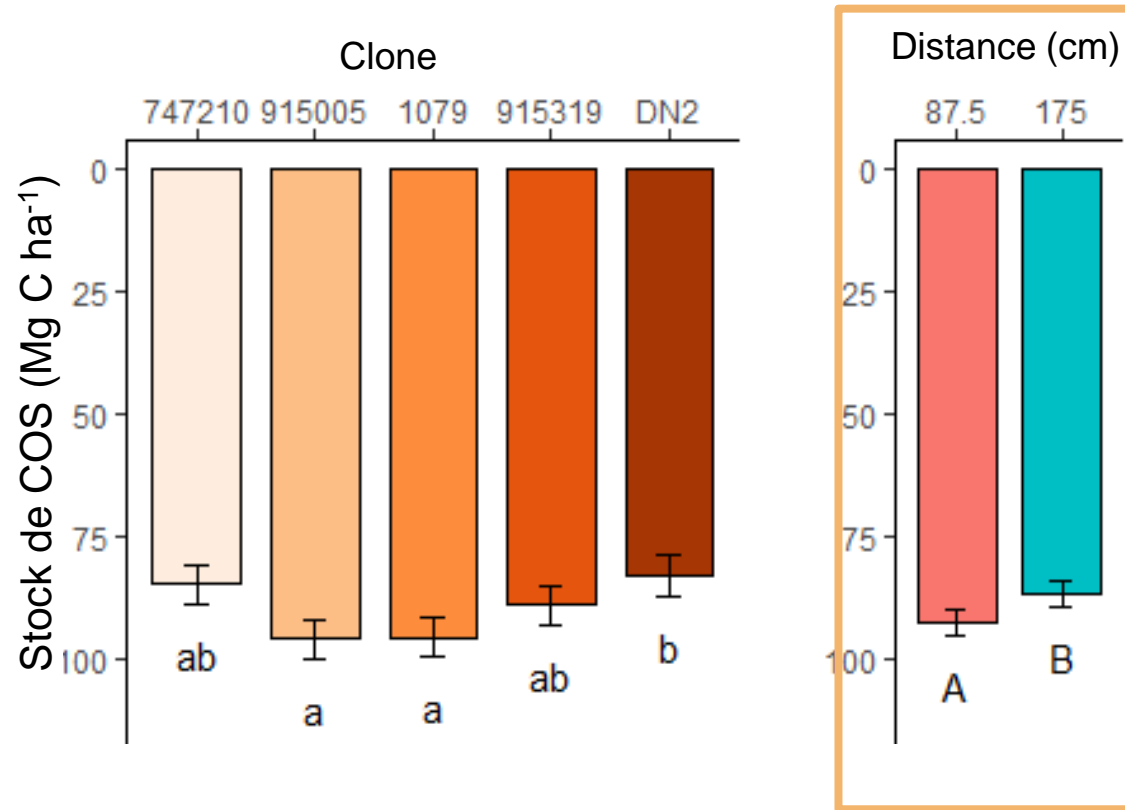 Clone
747210 915005 1079 915319 DN2
Stock de COS (Mg C ha⁻¹)
0
25
50
75
100
ab
a
a
ab
b
Distance (cm)
87.5 175
0
25
50
75
100
A
B